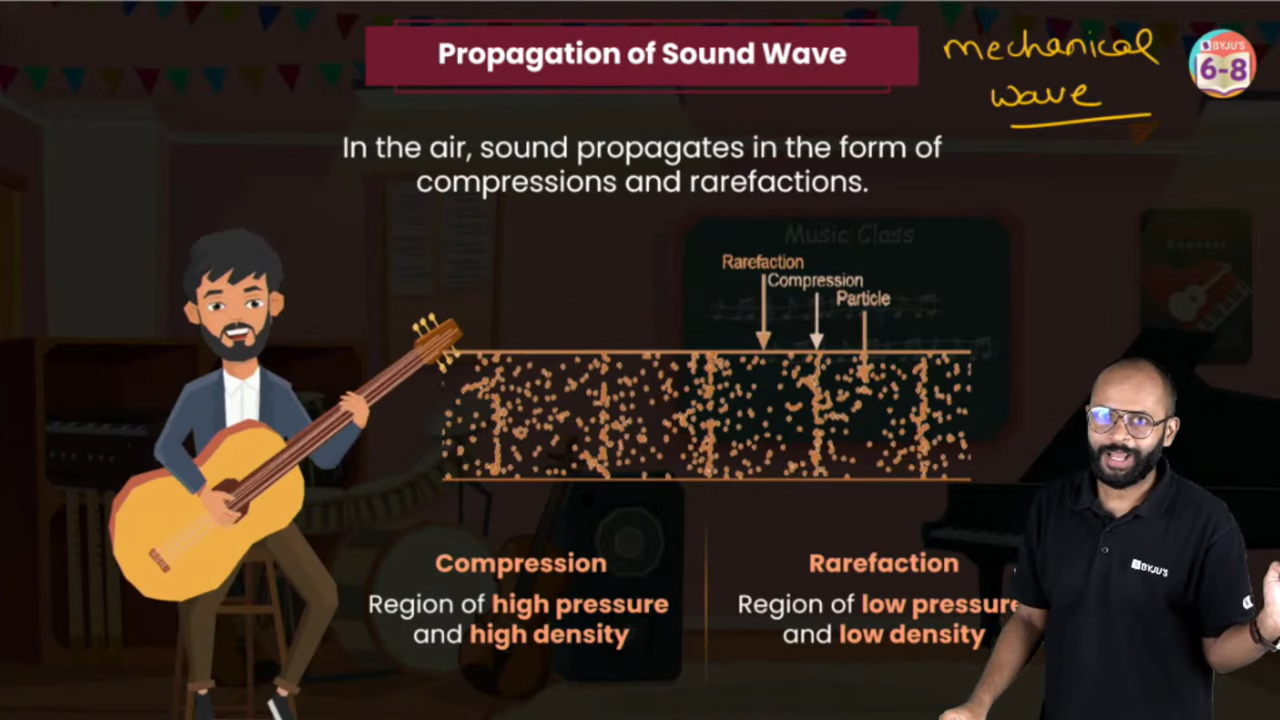 Propagation of Sound Wave
mechanical
wave
BYJU'S
6-8
In the air, sound propagates in the form of
compressions and rarefactions.
Music Class
Rarefaction
Compression
Particle
Compression
Region of high pressure
and high density
Rarefaction
Region of low pressure
and low density
BYJU'S